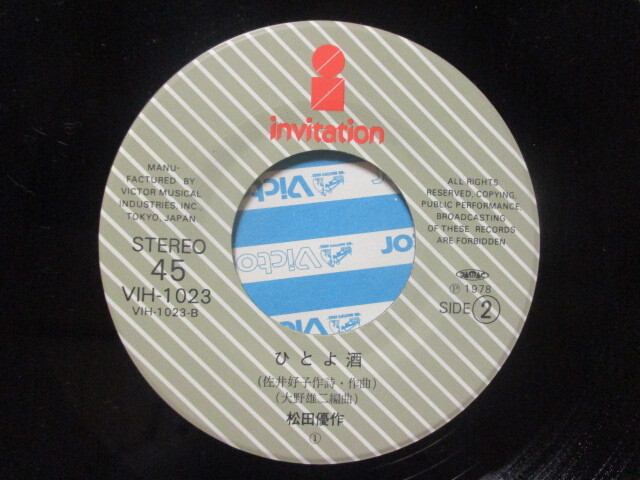 invitation
MANU-
FACTURED BY
VICTOR MUSICAL
INDUSTRIES, INC.
TOKYO, JAPAN
STEREO
45
VIH-1023
VIH-1023-B
ALL RIGHTS
RESERVED. COPYING,
PUBLIC PERFORMANCE,
BROADCASTING
OF THESE RECORDS
ARE FORBIDDEN
℗ 1978
SIDE 2
Victor
ひとよ酒
(佐井好子作詩・作曲)
(大野雄二編曲)
松田優作
①